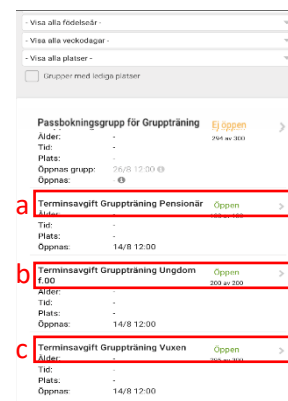 - Visa alla födelseår -
- Visa alla veckodagar -
- Visa alla platser -
Grupper med lediga platser
Passbokningsgrupp för Gruppträning Ej öppen
Ålder: - 294 av 300
Tid: -
Plats: -
Öppnas grupp: 26/8 12:00
Öppnas:
a Terminsavgift Gruppträning Pensionär Öppen
Ålder: -
Tid: -
Plats: -
Öppnas: 14/8 12:00
b Terminsavgift Gruppträning Ungdom Öppen
f.00 200 av 200
Ålder: -
Tid: -
Plats: -
Öppnas: 14/8 12:00
c Terminsavgift Gruppträning Vuxen Öppen
Ålder: -
Tid: -
Plats: -
Öppnas: 14/8 12:00